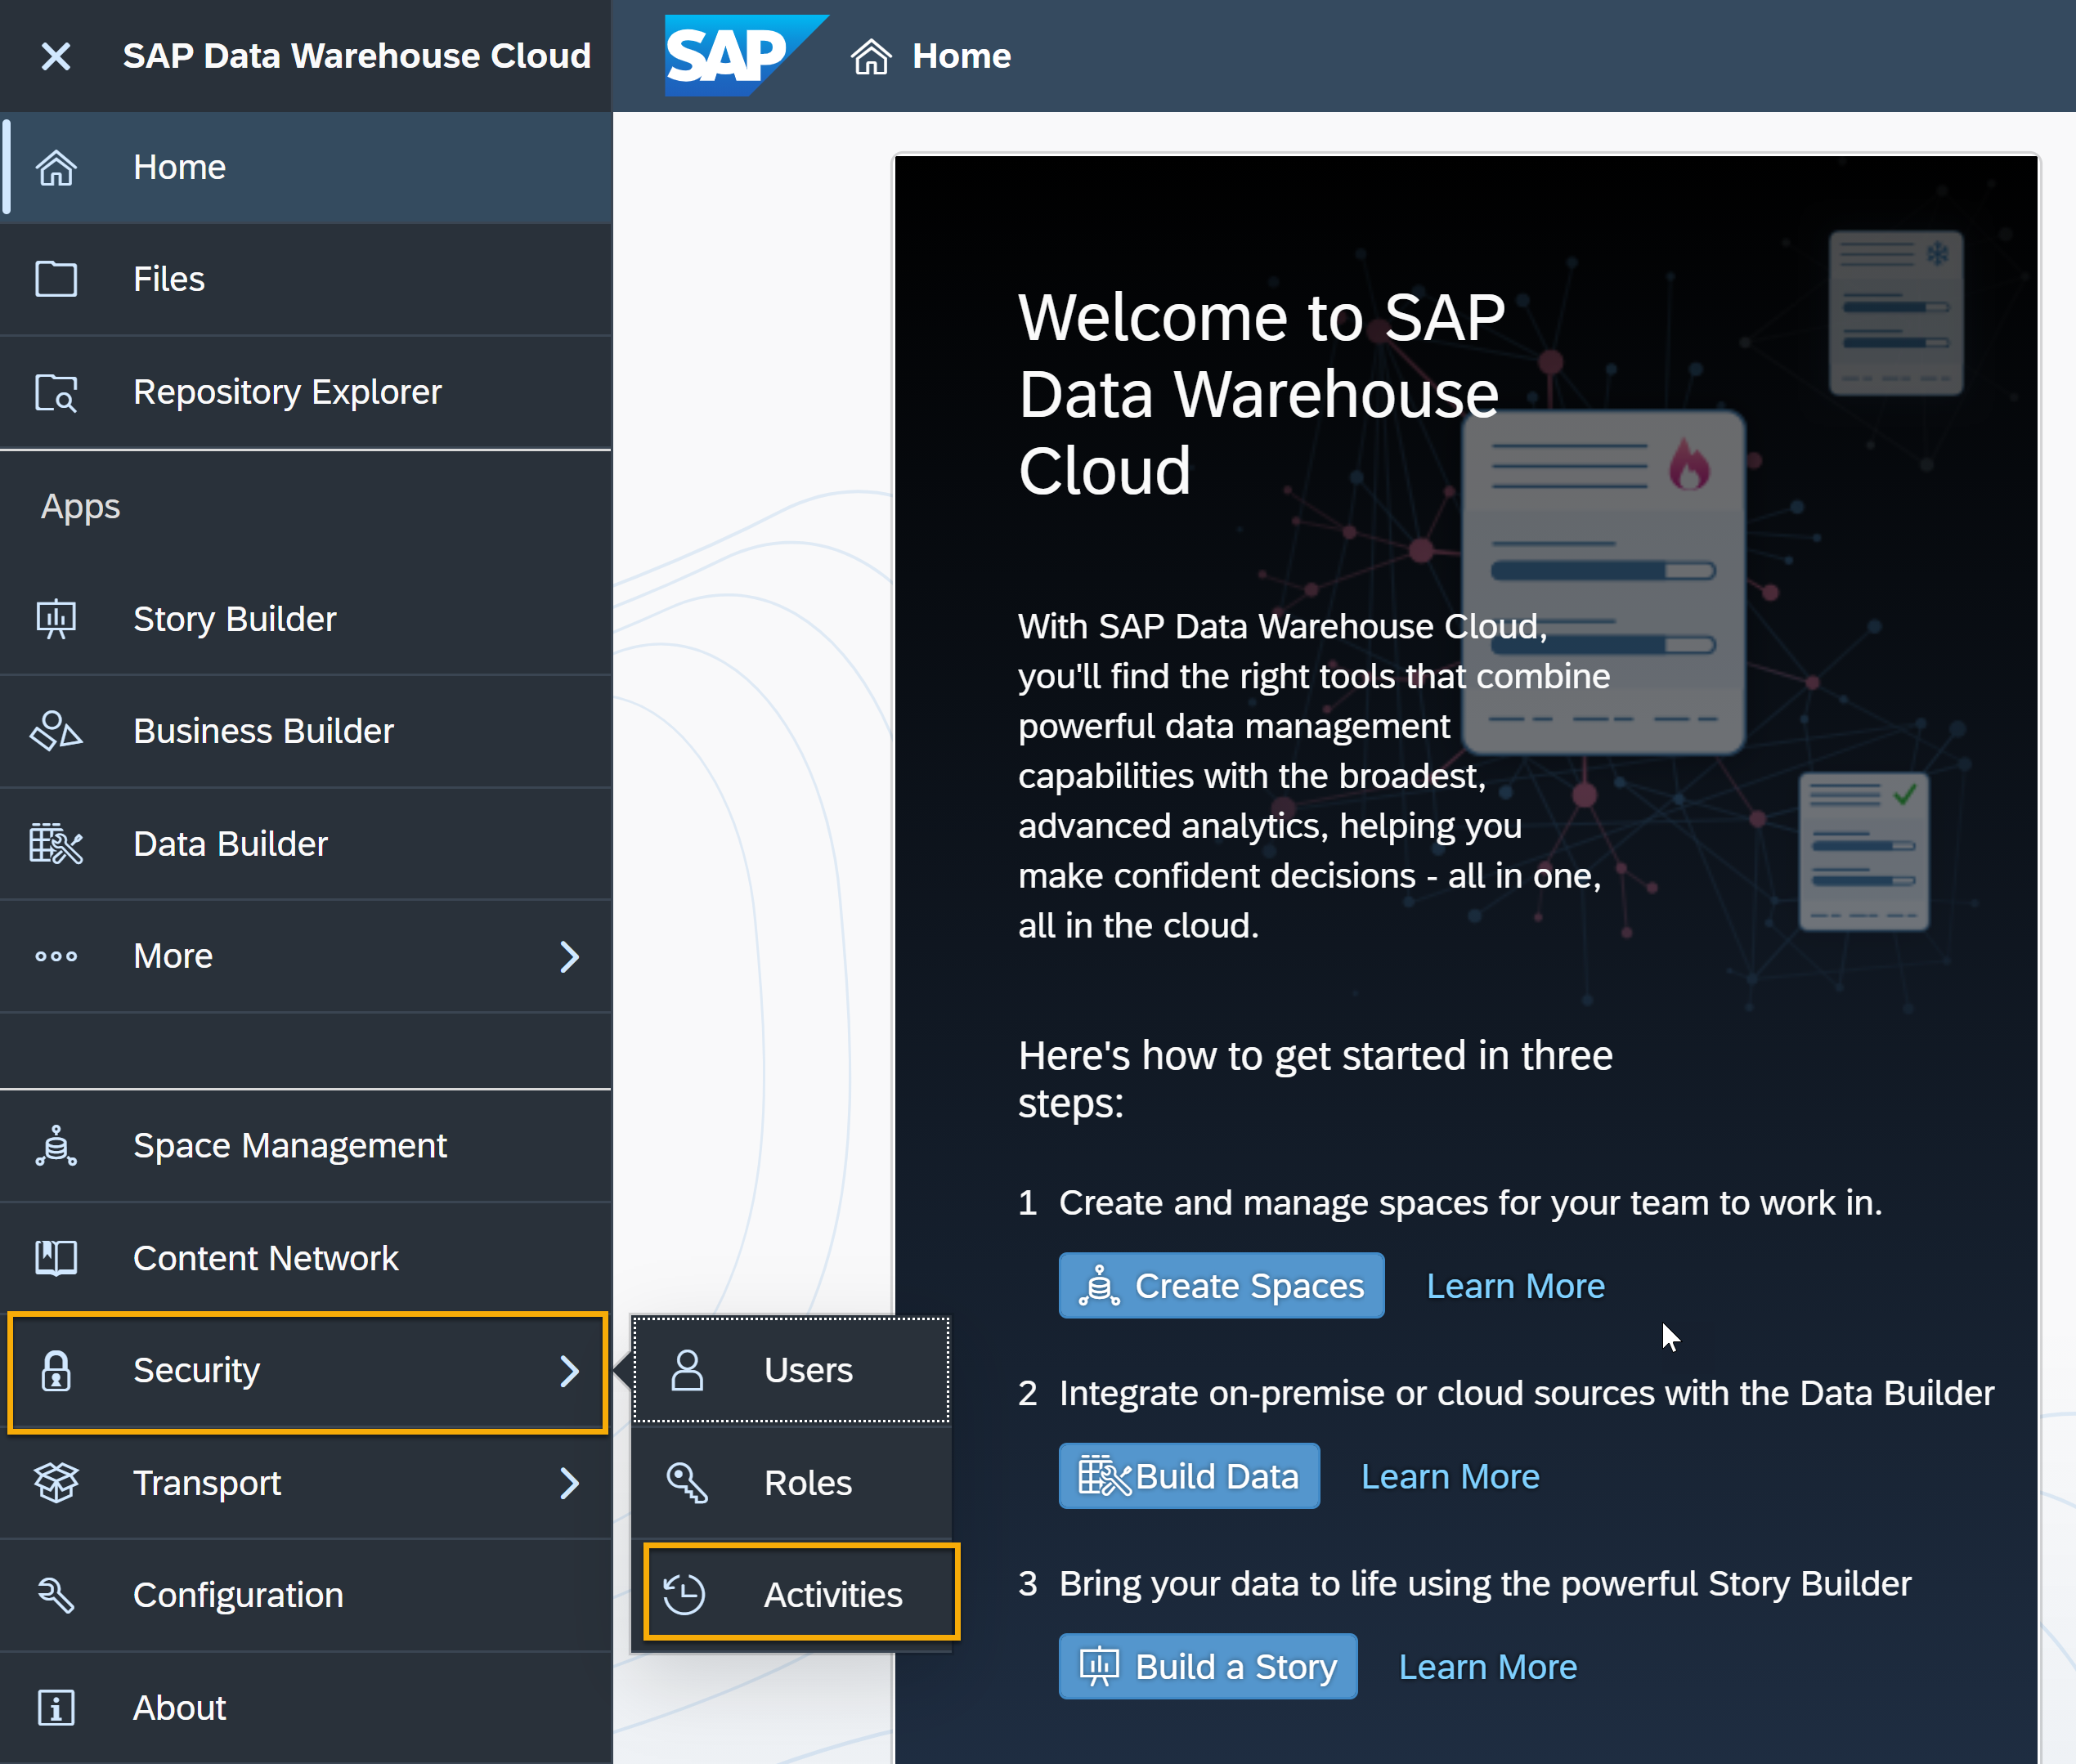 SAP Data Warehouse Cloud
SAP
Home
Home
Files
Repository Explorer
Apps
Story Builder
Business Builder
Data Builder
More
Space Management
Content Network
Security
Transport
Configuration
About
Users
Roles
Activities
Welcome to SAP
Data Warehouse
Cloud
With SAP Data Warehouse Cloud,
you'll find the right tools that combine
powerful data management
capabilities with the broadest,
advanced analytics, helping you
make confident decisions - all in one,
all in the cloud.
Here's how to get started in three
steps:
1 Create and manage spaces for your team to work in.
Create Spaces Learn More
2 Integrate on-premise or cloud sources with the Data Builder
Build Data Learn More
3 Bring your data to life using the powerful Story Builder
Build a Story Learn More